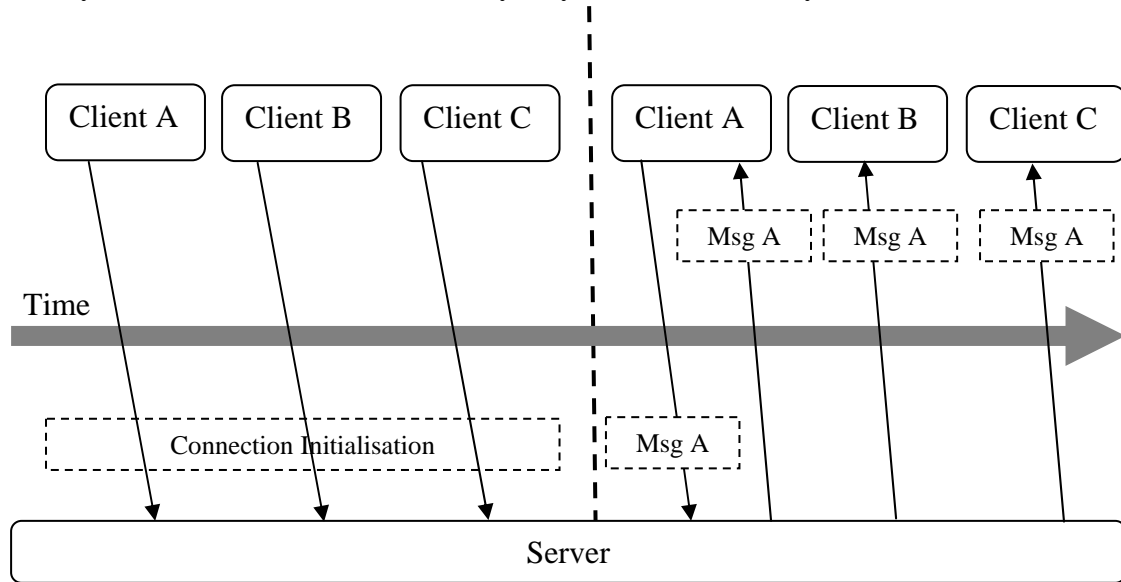 Client A
Client B
Client C
Client A
Client B
Client C
Msg A
Msg A
Msg A
Time
Connection Initialisation
Msg A
Server